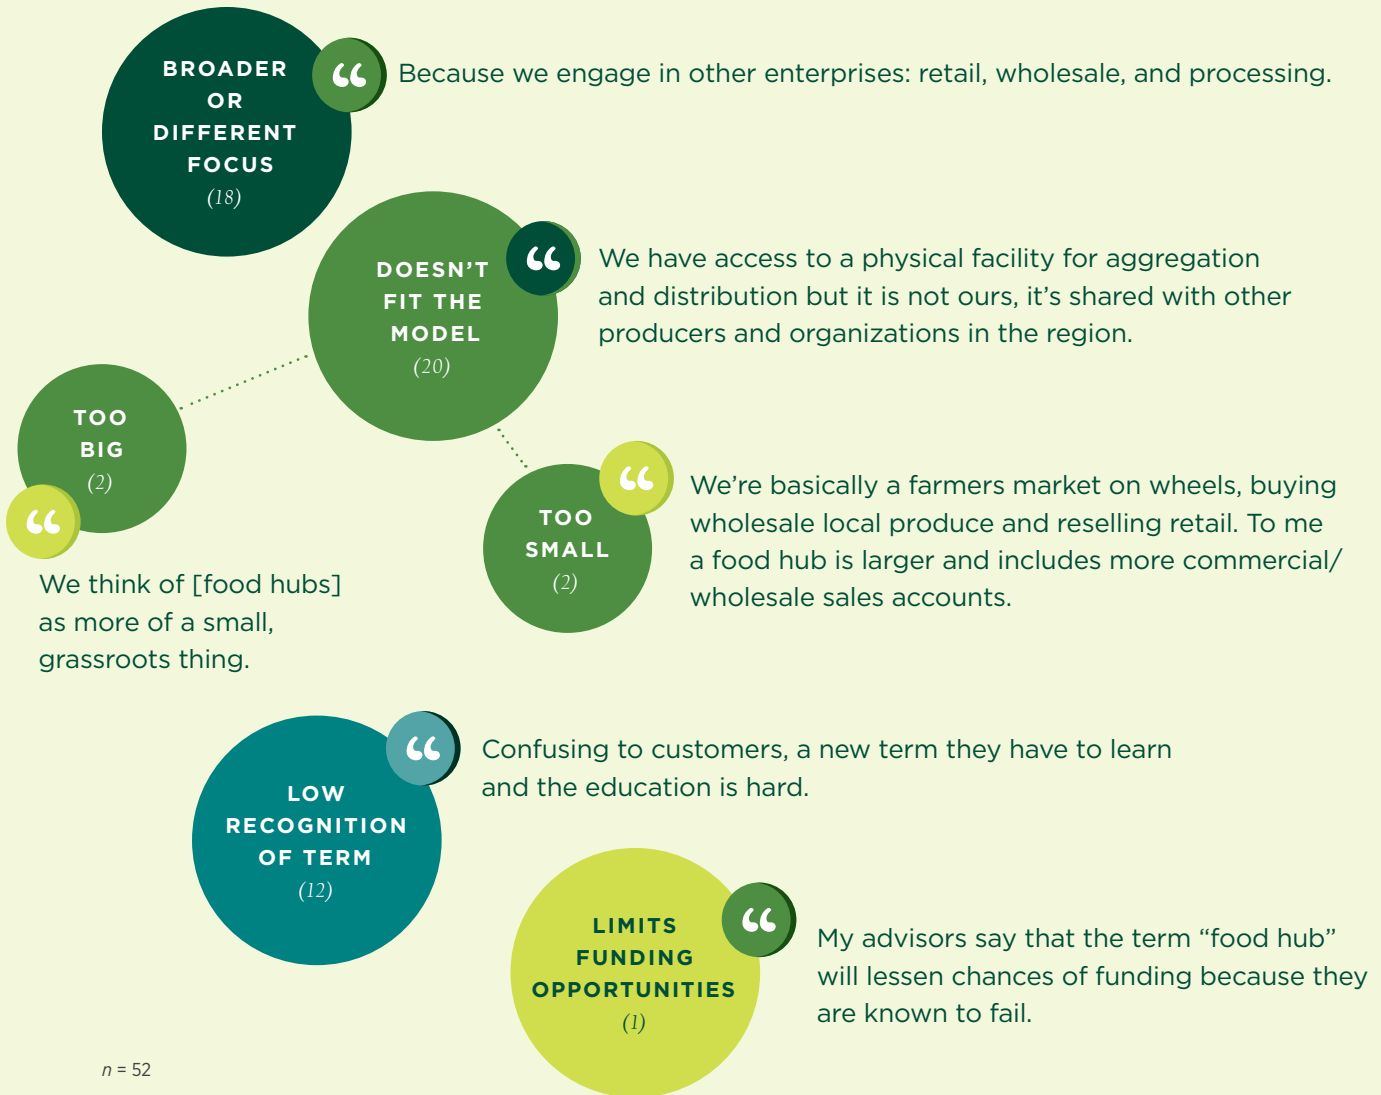 BROADER
OR
DIFFERENT
FOCUS
(18)
“
Because we engage in other enterprises: retail, wholesale, and processing.
DOESN’T
FIT THE
MODEL
(20)
“
We have access to a physical facility for aggregation
and distribution but it is not ours, it’s shared with other
producers and organizations in the region.
TOO
BIG
(2)
“
We think of [food hubs]
as more of a small,
grassroots thing.
TOO
SMALL
(2)
“
We’re basically a farmers market on wheels, buying
wholesale local produce and reselling retail. To me
a food hub is larger and includes more commercial/
wholesale sales accounts.
LOW
RECOGNITION
OF TERM
(12)
“
Confusing to customers, a new term they have to learn
and the education is hard.
LIMITS
FUNDING
OPPORTUNITIES
(1)
“
My advisors say that the term “food hub”
will lessen chances of funding because they
are known to fail.
n = 52